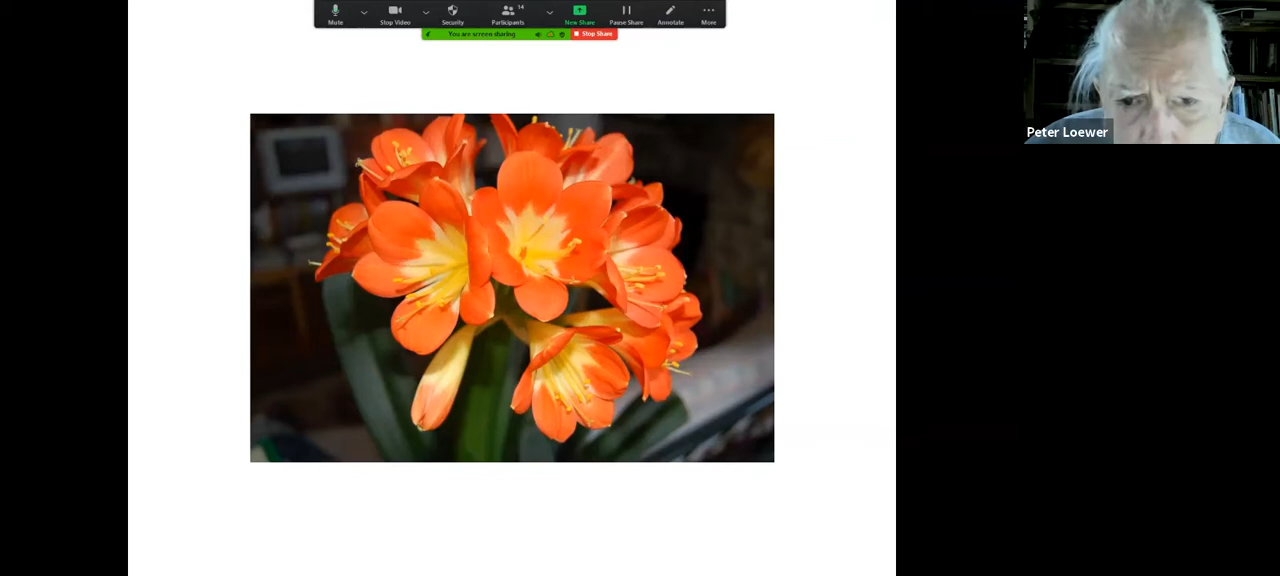 Mute
Stop Video
Security
14
Participants
New Share
Pause Share
Annotate
More
You are screen sharing
Stop Share
Peter Loewer